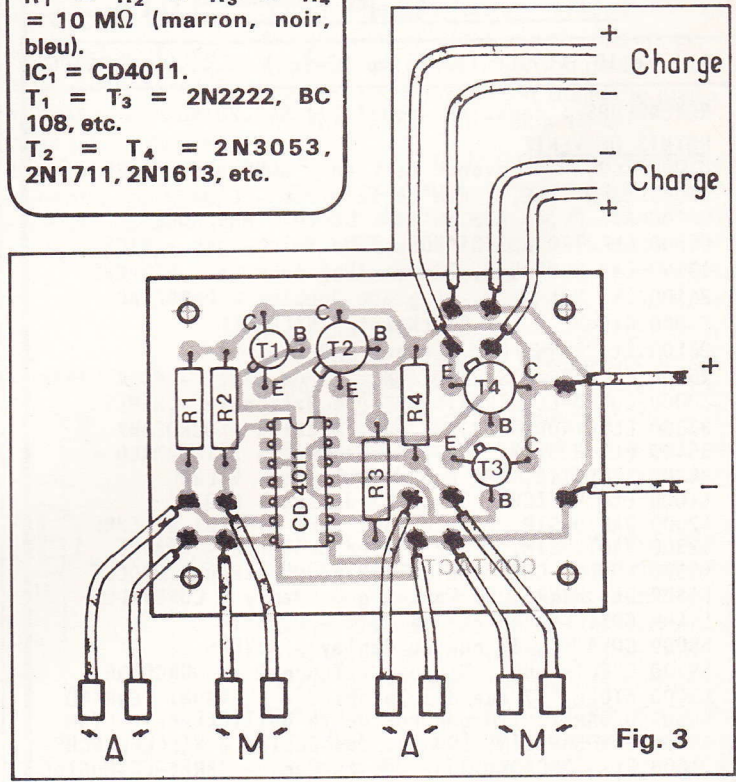 = 10 MΩ (marron, noir,
bleu).
IC₁ = CD4011.
T₁ = T₃ = 2N2222, BC
108, etc.
T₂ = T₄ = 2N3053,
2N1711, 2N1613, etc.
+
Charge
−
−
Charge
+
C
B
T1
E
C
B
T2
E
R1
R2
R4
E
C
T4
B
+
CD4011
R3
E
C
T3
B
−
CONTACT
A
M
A
M
Fig. 3